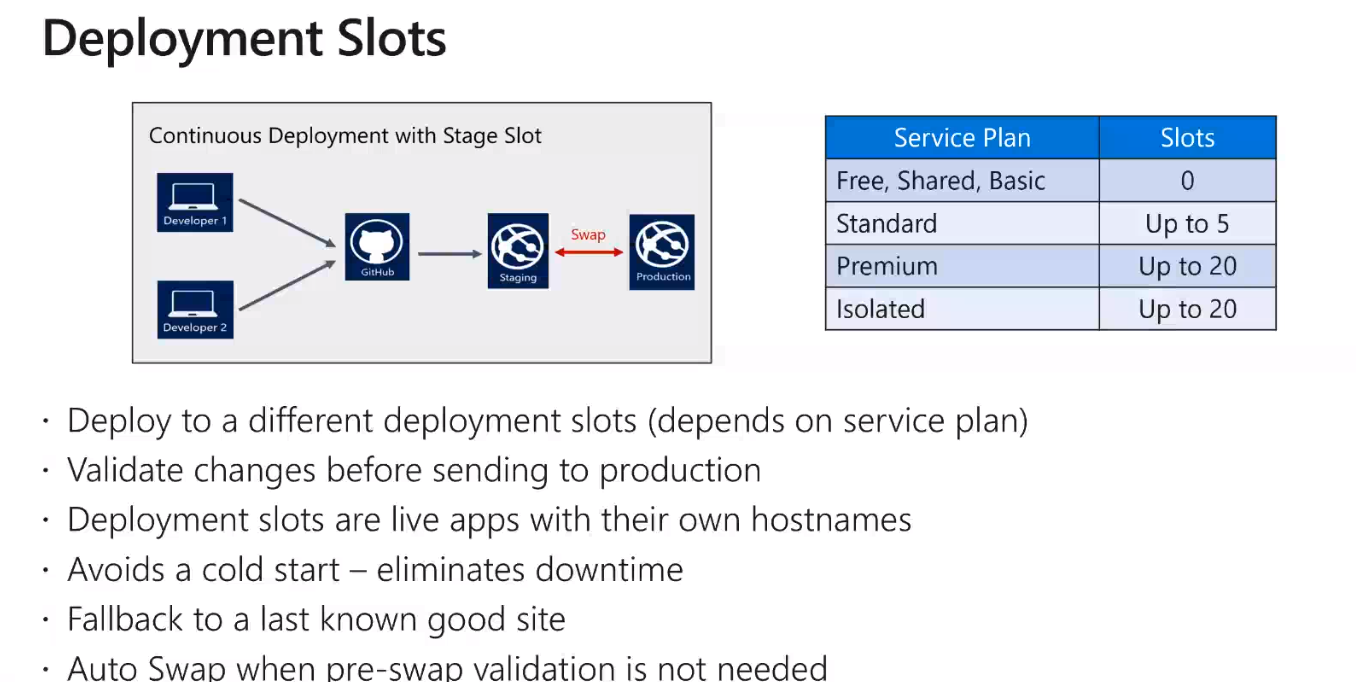 Deployment Slots
Continuous Deployment with Stage Slot
Developer 1
Developer 2
GitHub
Staging
Swap
Production
Service Plan Slots
Free, Shared, Basic 0
Standard Up to 5
Premium Up to 20
Isolated Up to 20
· Deploy to a different deployment slots (depends on service plan)
· Validate changes before sending to production
· Deployment slots are live apps with their own hostnames
· Avoids a cold start – eliminates downtime
· Fallback to a last known good site
· Auto Swap when pre-swap validation is not needed